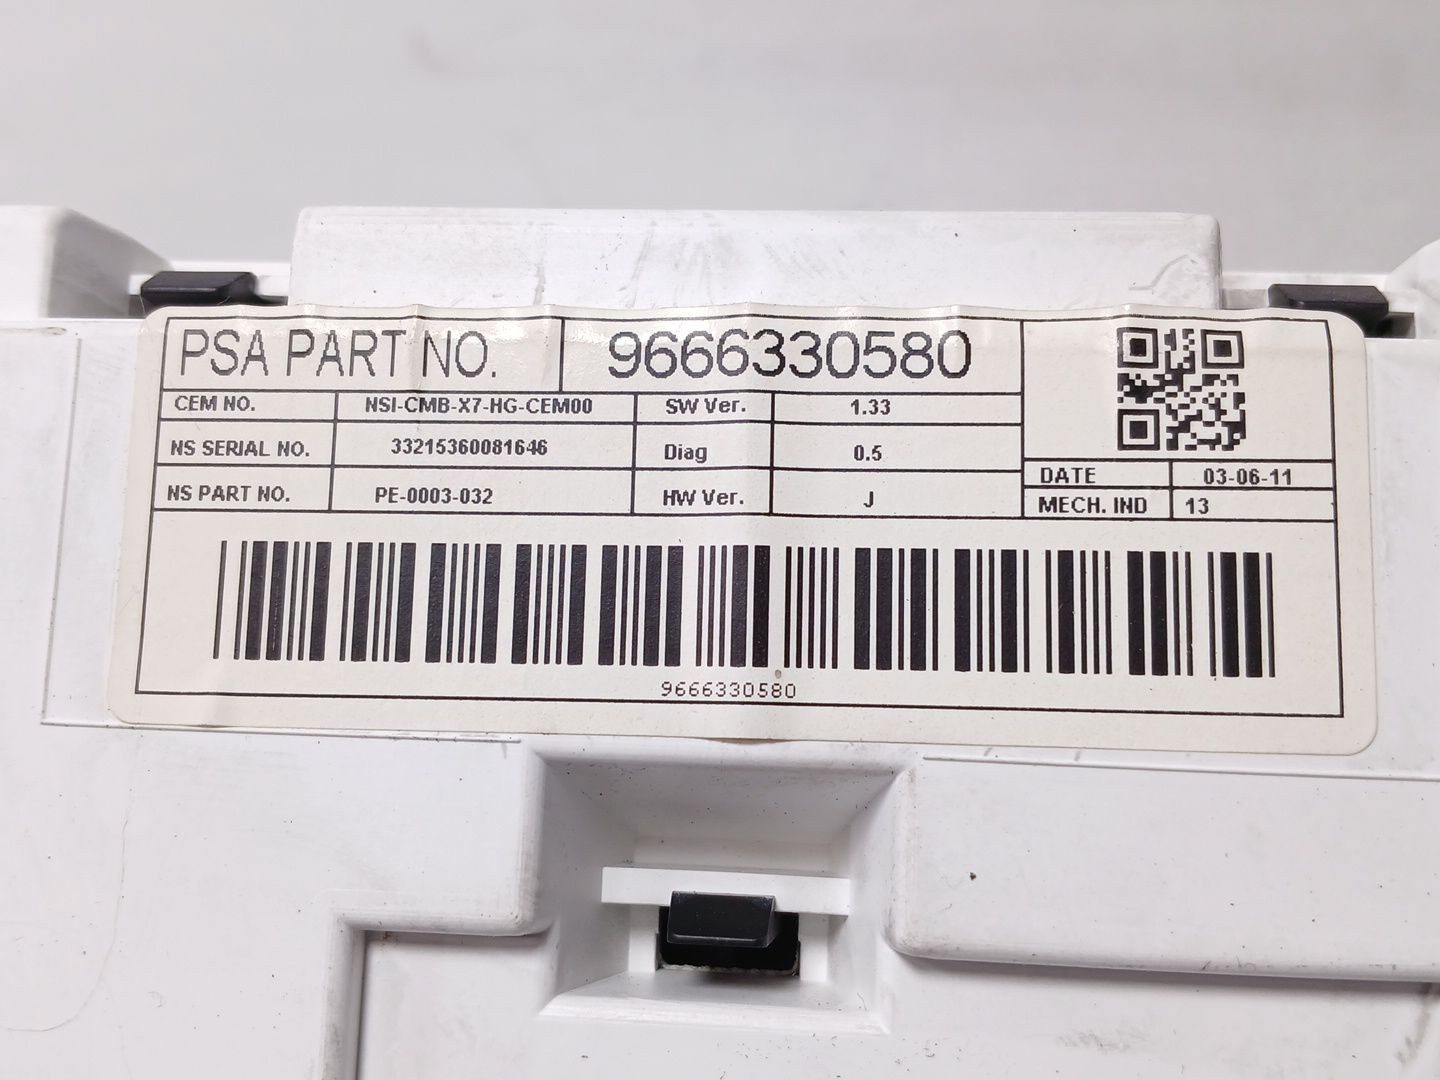 PSA PART NO. 9666330580
CEM NO. NSI-CMB-X7-HG-CEM00 SW Ver. 1.33
NS SERIAL NO. 33215360081646 Diag 0.5
NS PART NO. PE-0003-032 HW Ver. J
DATE 03-06-11
MECH. IND 13
9666330580